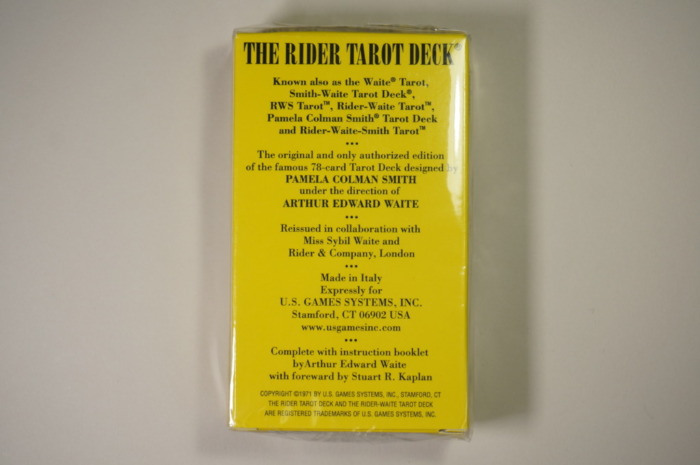 THE RIDER TAROT DECK®
Known also as the Waite® Tarot,
Smith-Waite Tarot Deck®,
RWS Tarot™, Rider-Waite Tarot™,
Pamela Colman Smith® Tarot Deck
and Rider-Waite-Smith Tarot™
•••
The original and only authorized edition
of the famous 78-card Tarot Deck designed by
PAMELA COLMAN SMITH
under the direction of
ARTHUR EDWARD WAITE
•••
Reissued in collaboration with
Miss Sybil Waite and
Rider & Company, London
•••
Made in Italy
Expressly for
U.S. GAMES SYSTEMS, INC.
Stamford, CT 06902 USA
www.usgamesinc.com
•••
Complete with instruction booklet
byArthur Edward Waite
with foreword by Stuart R. Kaplan
COPYRIGHT ©1971 BY U.S. GAMES SYSTEMS, INC., STAMFORD, CT
THE RIDER TAROT DECK AND THE RIDER-WAITE TAROT DECK
ARE REGISTERED TRADEMARKS OF U.S. GAMES SYSTEMS, INC.